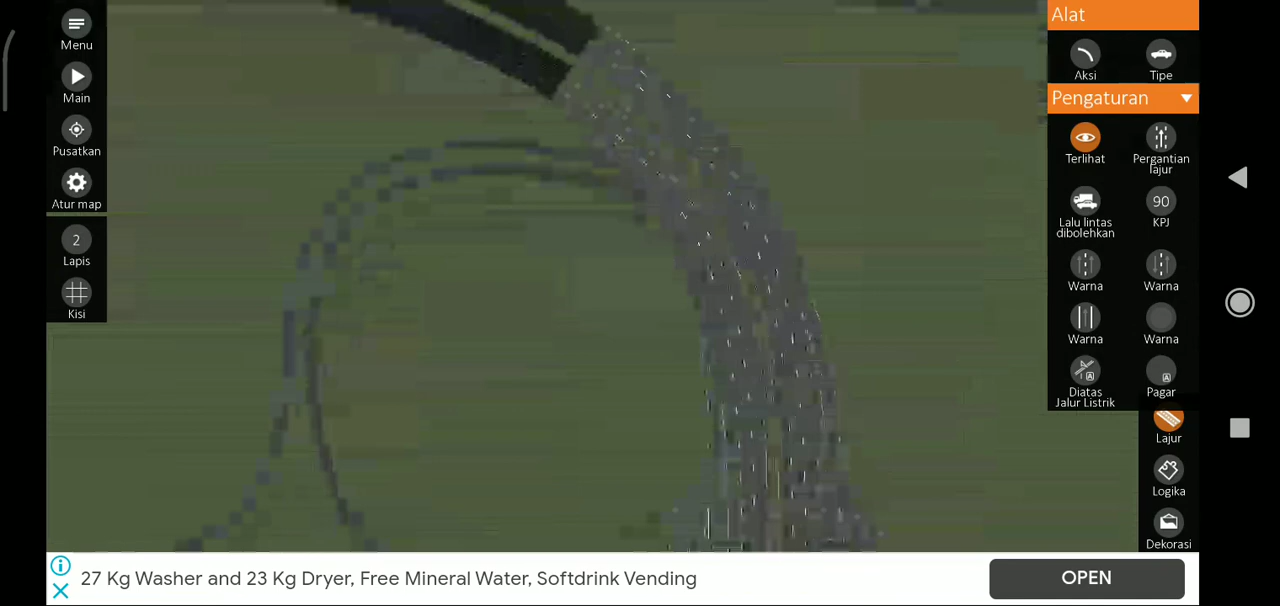 Menu
Main
Pusatkan
Atur map
2
Lapis
Kisi
Alat
Aksi
Tipe
Pengaturan
Terlihat
Pergantian
lajur
Lalu lintas
dibolehkan
90
KPJ
Warna
Warna
Warna
Warna
A
Diatas
Jalur Listrik
A
Pagar
Lajur
Logika
Dekorasi
27 Kg Washer and 23 Kg Dryer, Free Mineral Water, Softdrink Vending
OPEN